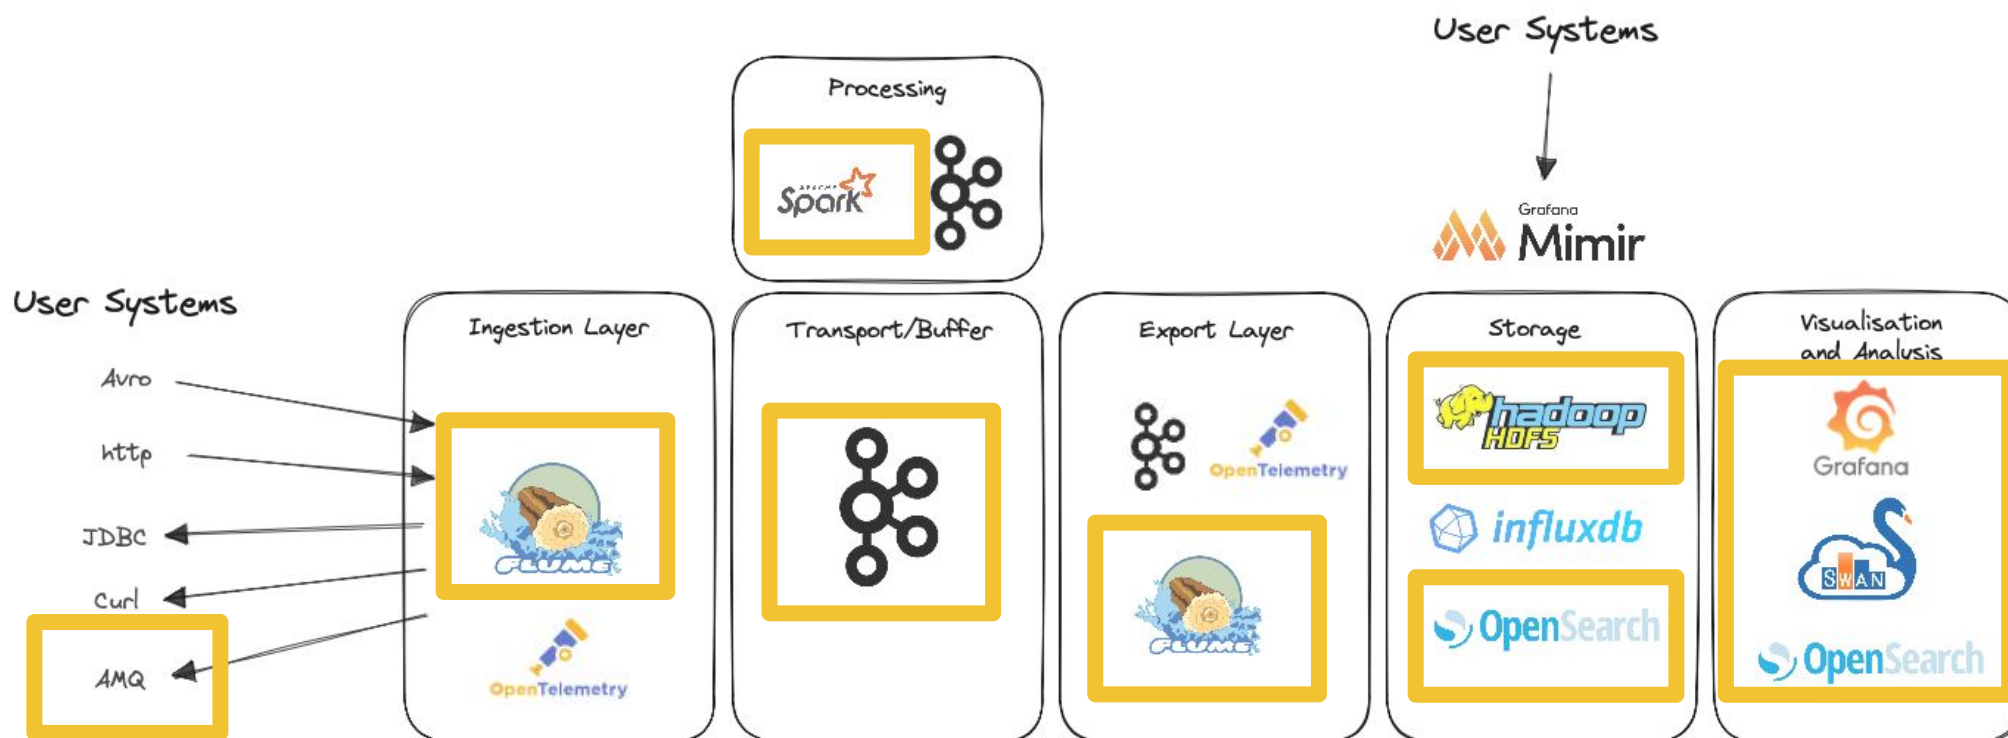 User Systems
Processing
APACHE
Spark
Grafana
Mimir
User Systems
Avro
http
JDBC
Curl
AMQ
Ingestion Layer
FLUME
OpenTelemetry
Transport/Buffer
Export Layer
OpenTelemetry
FLUME
Storage
hadoop
HDFS
influxdb
OpenSearch
Visualisation
and Analysis
Grafana
SWAN
OpenSearch